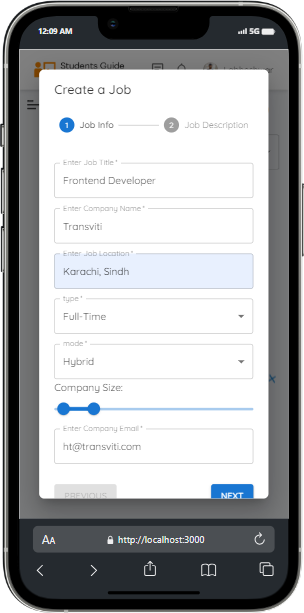 12:09 AM
5G
Students Guide
Create a Job
1 Job Info
2 Job Description
Enter Job Title *
Frontend Developer
Enter Company Name *
Transviti
Enter Job Location *
Karachi, Sindh
type *
Full-Time
mode *
Hybrid
Company Size:
Enter Company Email *
ht@transviti.com
PREVIOUS
NEXT
AA
http://localhost:3000